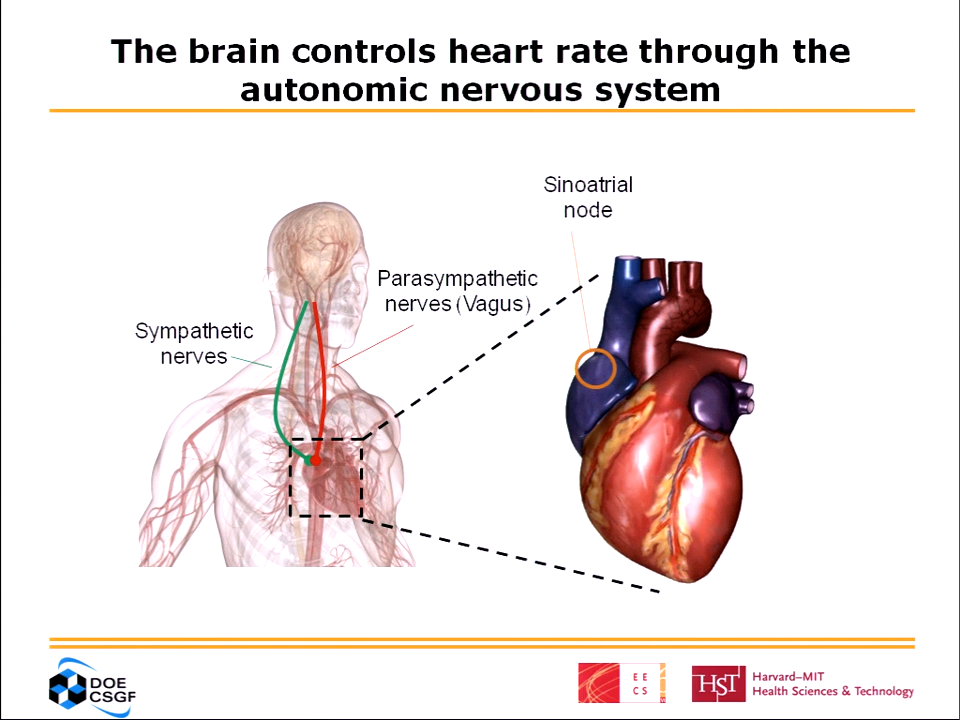 The brain controls heart rate through the
autonomic nervous system
Sinoatrial
node
Parasympathetic
nerves (Vagus)
Sympathetic
nerves
DOE
CSGF
E E
C S
HST
Harvard–MIT
Health Sciences & Technology